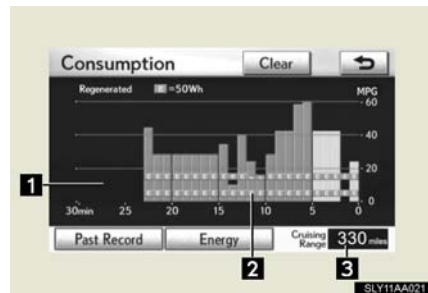 Consumption
Clear
Regenerated E =50Wh
MPG
60
40
20
0
1
30min 25 20 15 10 5 0
Past Record
Energy
Cruising
Range
330 miles
2
3
SLY11AA021